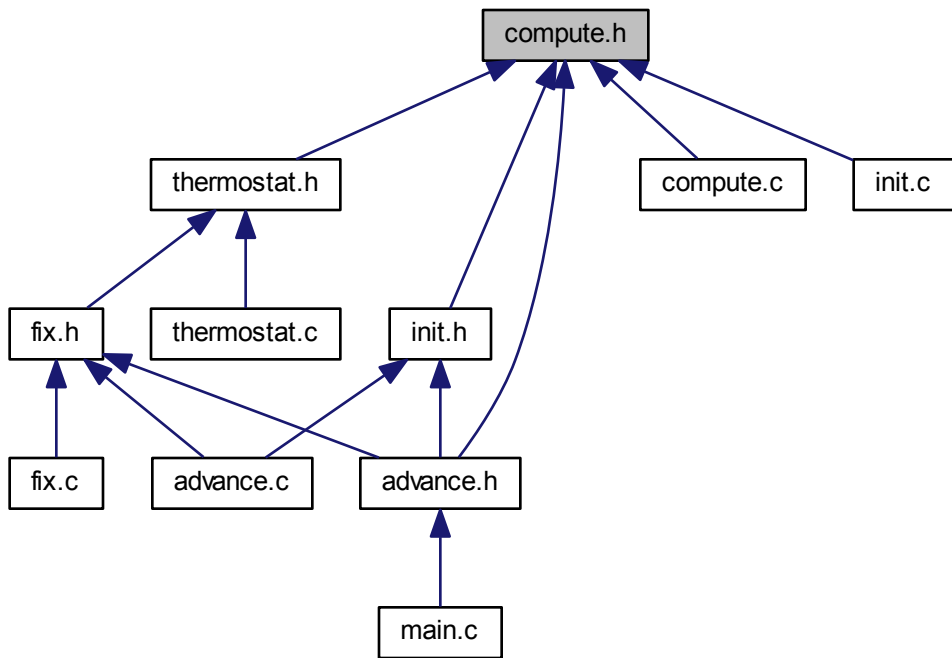 compute.h
thermostat.h
compute.c
init.c
fix.h
thermostat.c
init.h
fix.c
advance.c
advance.h
main.c